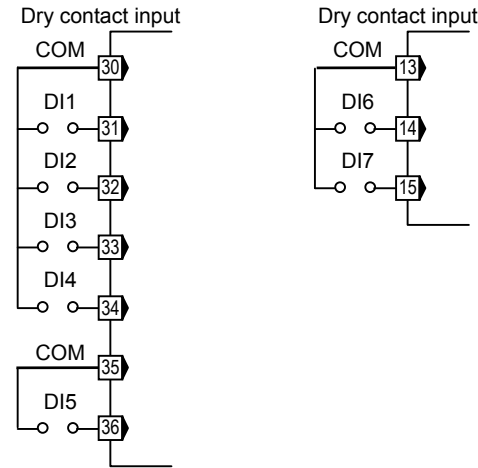 Dry contact input
COM
30
DI1
31
DI2
32
DI3
33
DI4
34
COM
35
DI5
36
Dry contact input
COM
13
DI6
14
DI7
15